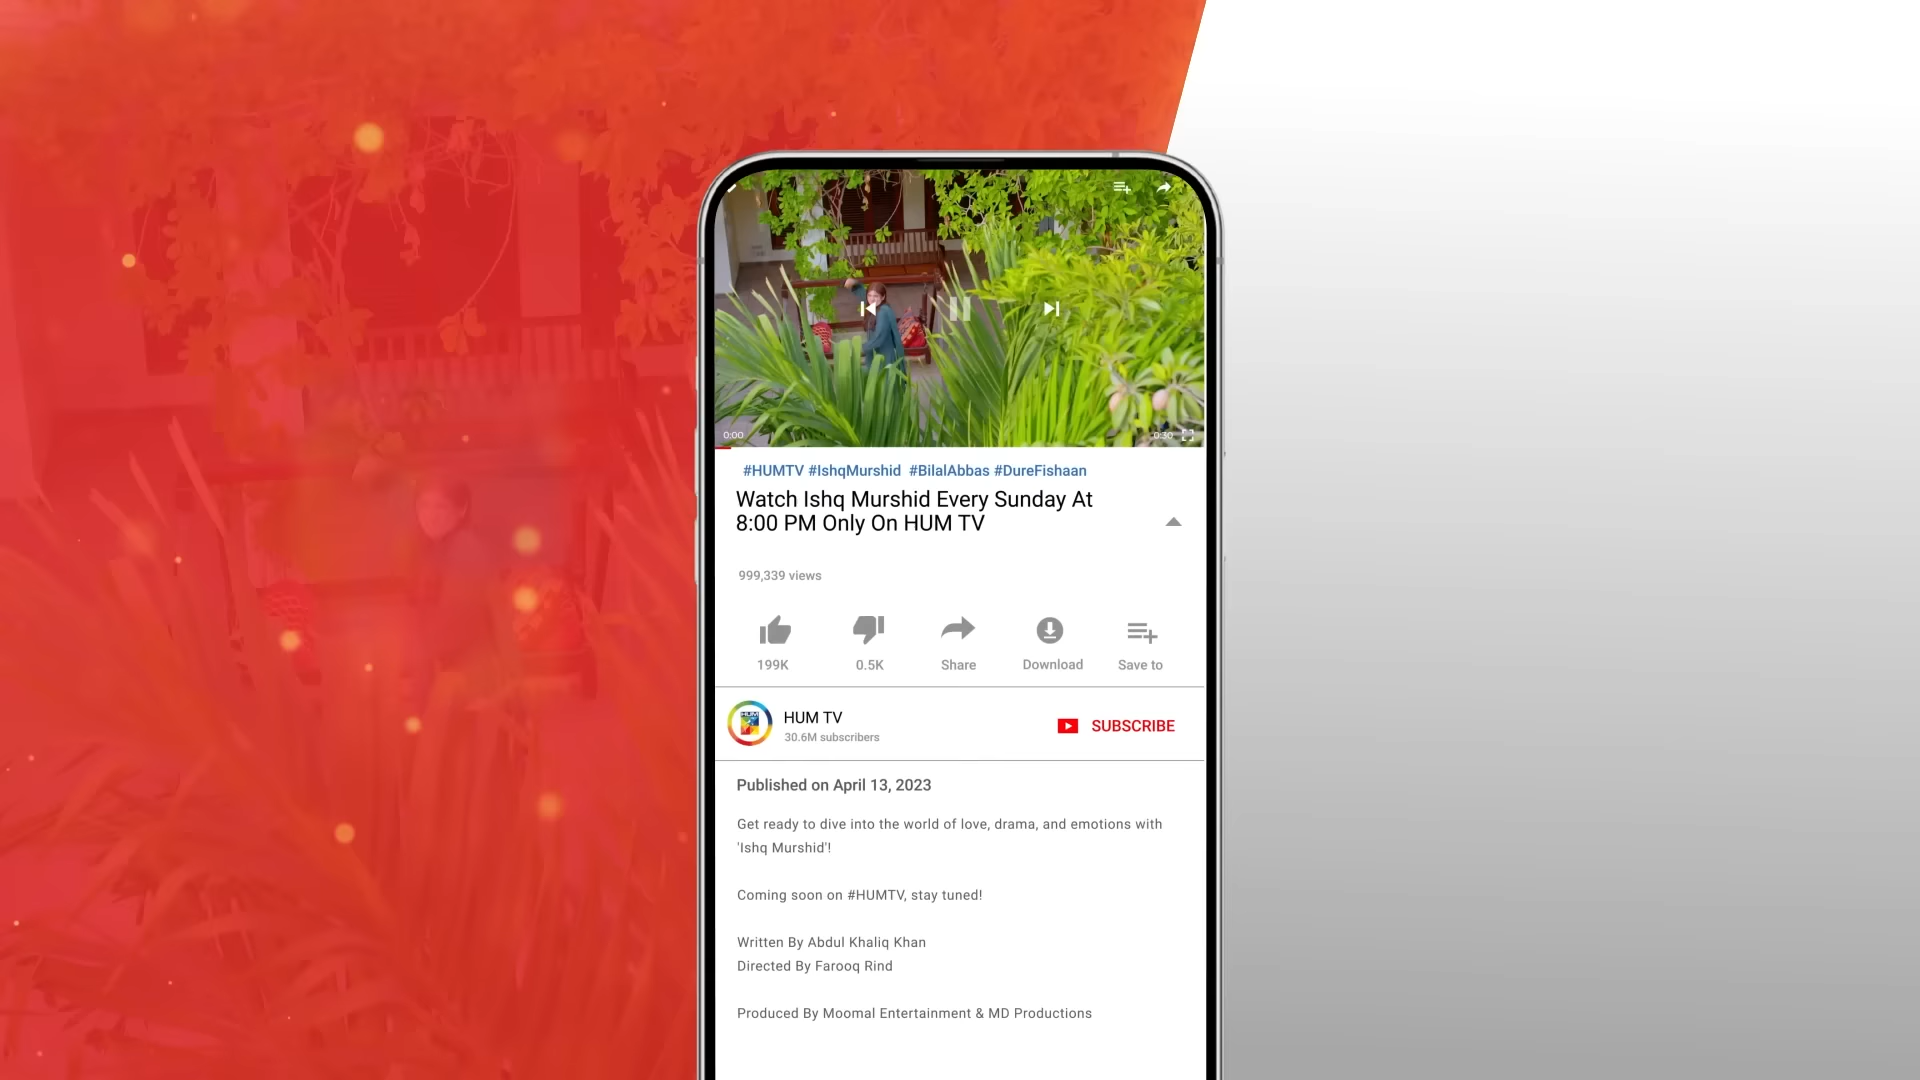 0:00
0:30
#HUMTV #IshqMurshid #BilalAbbas #DureFishaan
Watch Ishq Murshid Every Sunday At
8:00 PM Only On HUM TV
999,339 views
199K
0.5K
Share
Download
Save to
HUM
HUM TV
30.6M subscribers
SUBSCRIBE
Published on April 13, 2023
Get ready to dive into the world of love, drama, and emotions with
'Ishq Murshid'!
Coming soon on #HUMTV, stay tuned!
Written By Abdul Khaliq Khan
Directed By Farooq Rind
Produced By Moomal Entertainment & MD Productions